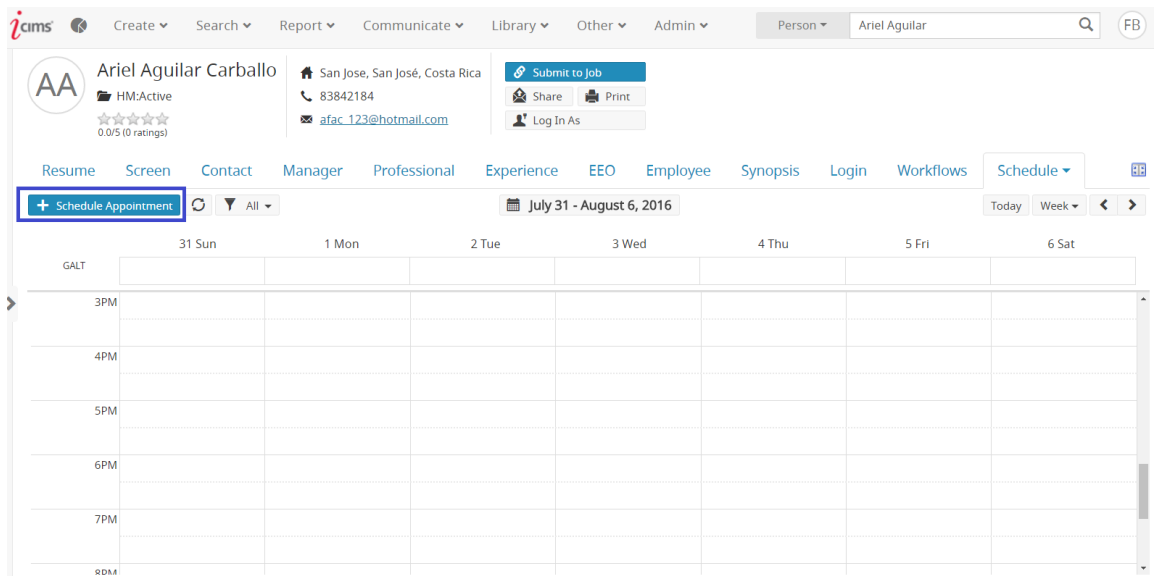 icims Create Search Report Communicate Library Other Admin Person Ariel Aguilar FB
AA
Ariel Aguilar Carballo
HM:Active
0.0/5 (0 ratings)
San Jose, San José, Costa Rica
83842184
afac_123@hotmail.com
Submit to Job
Share Print
Log In As
Resume Screen Contact Manager Professional Experience EEO Employee Synopsis Login Workflows Schedule
+ Schedule Appointment All July 31 - August 6, 2016 Today Week
31 Sun 1 Mon 2 Tue 3 Wed 4 Thu 5 Fri 6 Sat
GALT
3PM
4PM
5PM
6PM
7PM
8PM